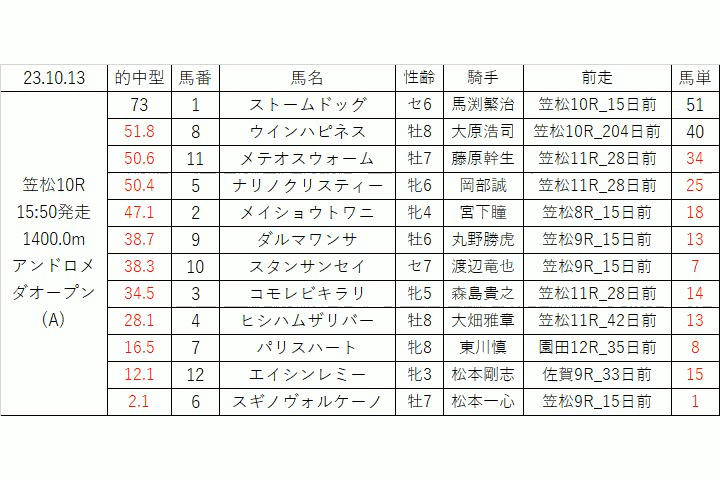 23.10.13 的中型 馬番 馬名 性齢 騎手 前走 馬単
73 1 ストームドッグ セ6 馬渕繁治 笠松10R_15日前 51
51.8 8 ウインハピネス 牡8 大原浩司 笠松10R_204日前 40
50.6 11 メテオスウォーム 牡7 藤原幹生 笠松11R_28日前 34
笠松10R 50.4 5 ナリノクリスティー 牝6 岡部誠 笠松11R_28日前 25
15:50発走 47.1 2 メイショウトワニ 牝4 宮下瞳 笠松8R_15日前 18
1400.0m 38.7 9 ダルマワンサ 牡6 丸野勝虎 笠松9R_15日前 13
アンドロメ 38.3 10 スタンサンセイ セ7 渡辺竜也 笠松9R_15日前 7
ダオープン 34.5 3 コモレビキラリ 牝5 森島貴之 笠松11R_28日前 14
（A） 28.1 4 ヒシハムザリバー 牡8 大畑雅章 笠松11R_42日前 13
16.5 7 パリスハート 牝8 東川慎 園田12R_35日前 8
12.1 12 エイシンレミー 牝3 松本剛志 佐賀9R_33日前 15
2.1 6 スギノヴォルケーノ 牡7 松本一心 笠松9R_15日前 1